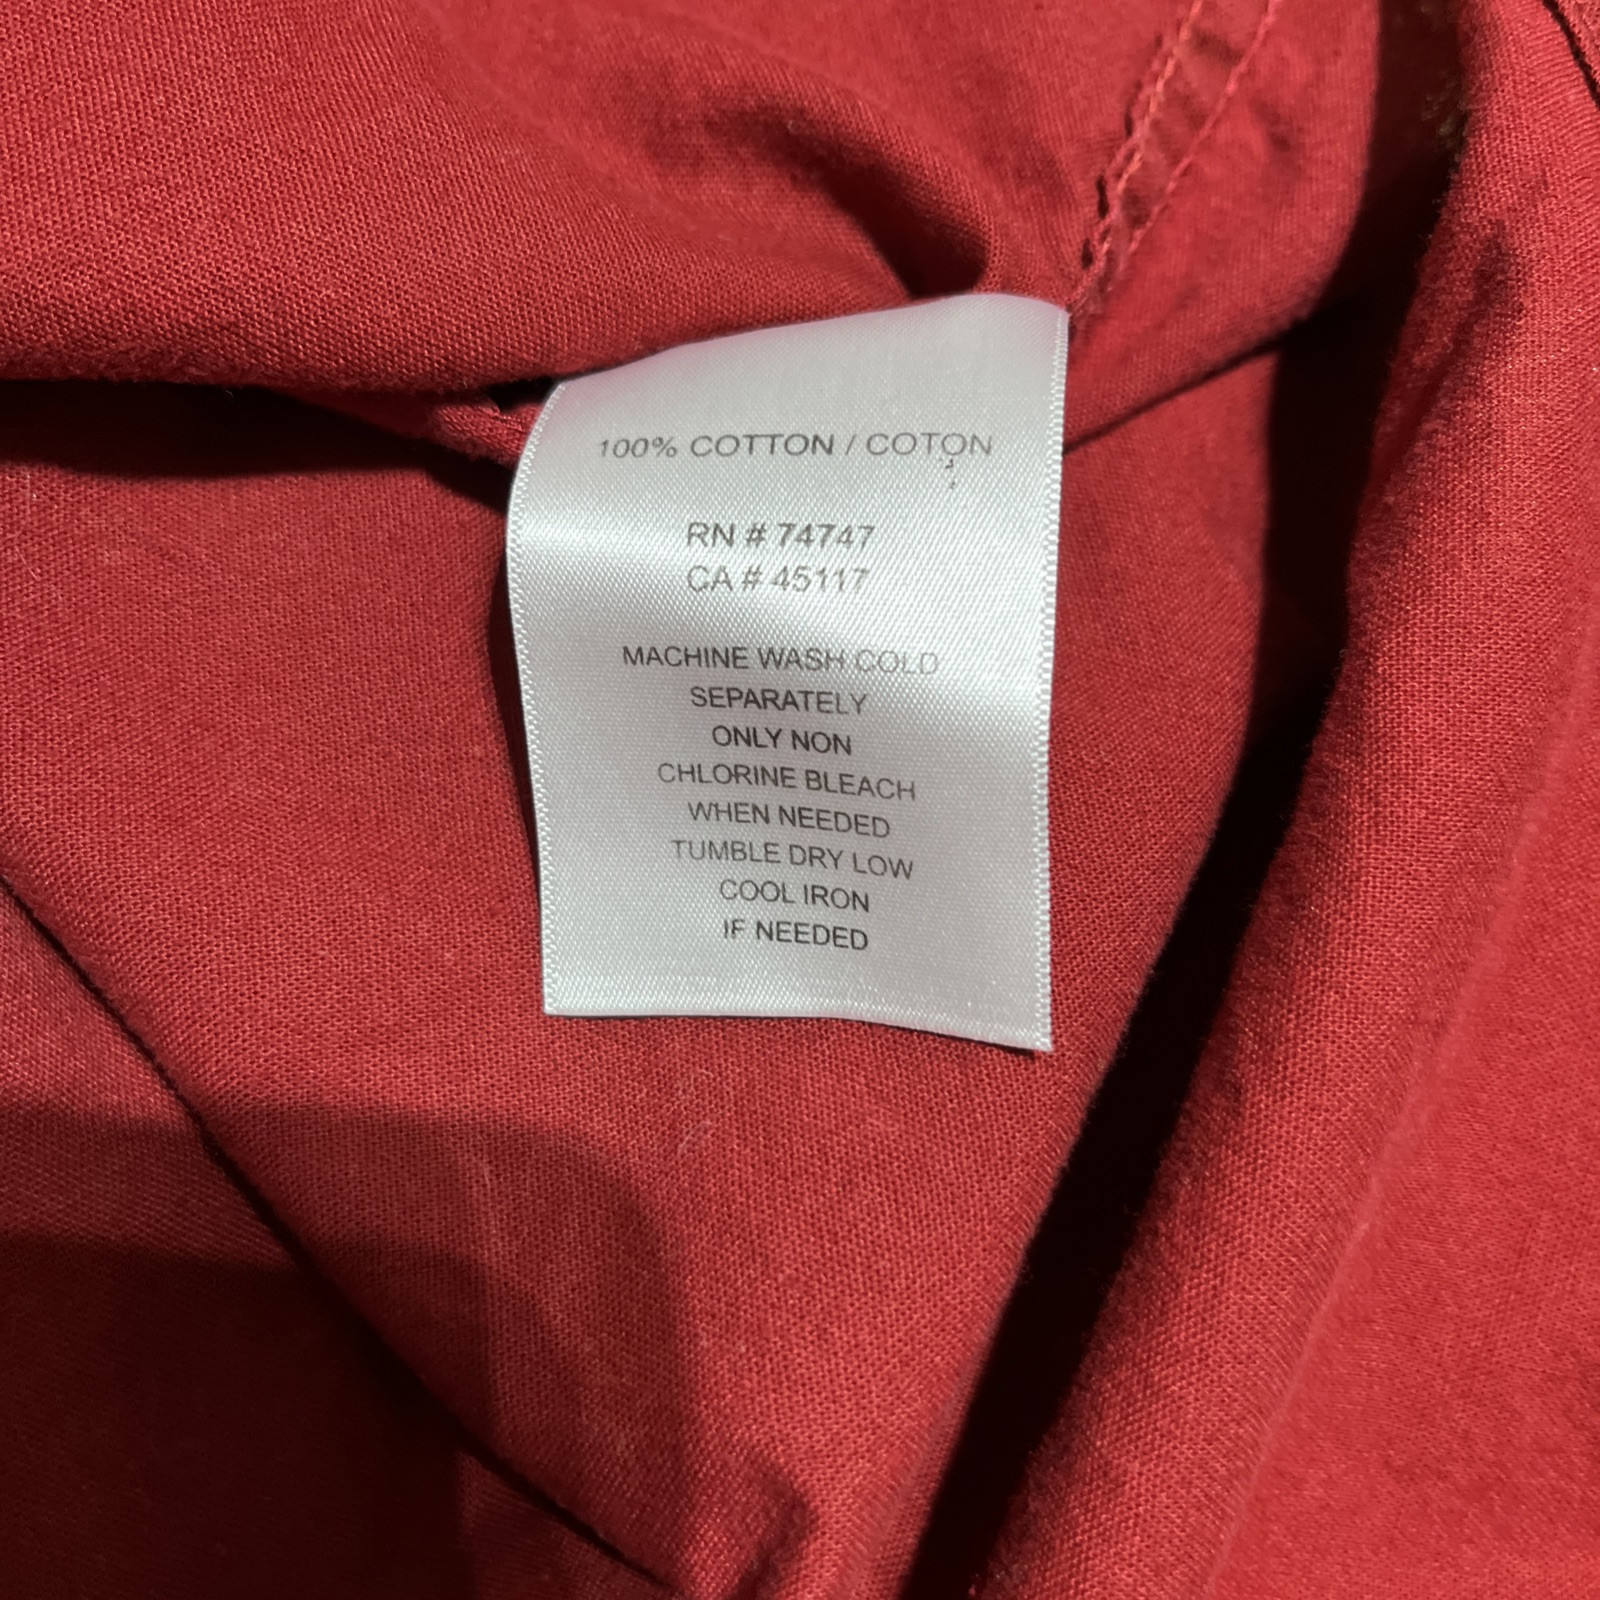 100% COTTON / COTON
RN # 74747
CA # 45117
MACHINE WASH COLD
SEPARATELY
ONLY NON
CHLORINE BLEACH
WHEN NEEDED
TUMBLE DRY LOW
COOL IRON
IF NEEDED